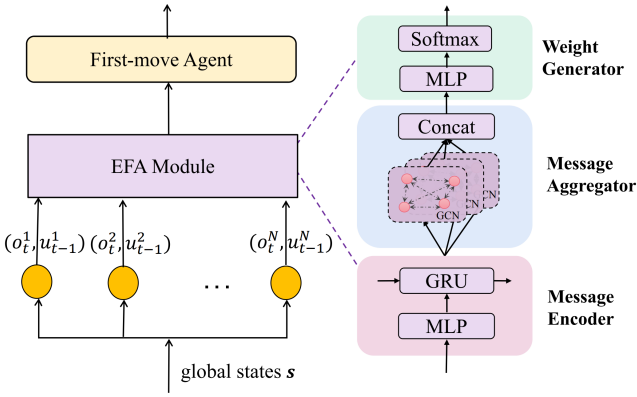 First-move Agent
EFA Module
(o_t^1, u_{t-1}^1) (o_t^2, u_{t-1}^2) (o_t^N, u_{t-1}^N)
...
global states s
Softmax
MLP
Weight
Generator
Concat
GCN
N
N
Message
Aggregator
GRU
MLP
Message
Encoder